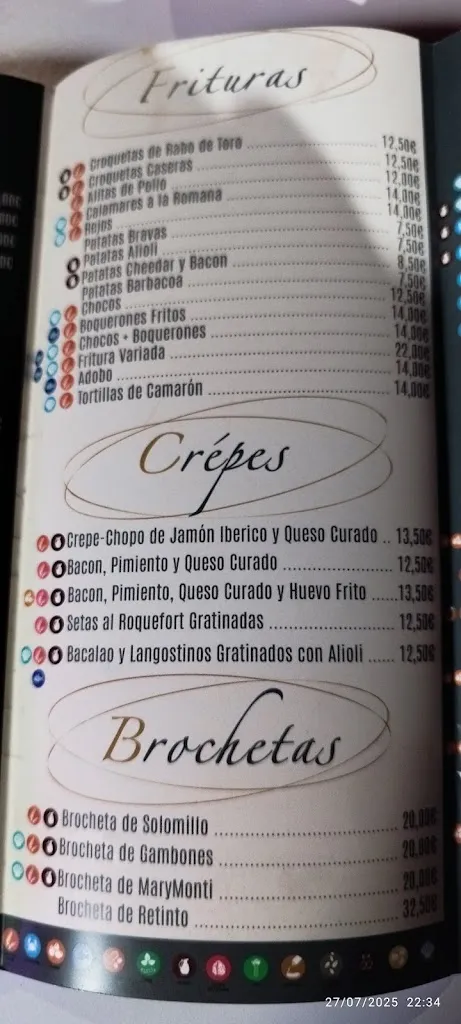 Frituras
Croquetas de Rabo de Toro ........ 12,50€
Croquetas Caseras ........ 12,50€
Alitas de Pollo ........ 12,00€
Calamares a la Romana ........ 14,00€
Rejos ........ 14,00€
Patatas Bravas ........ 7,50€
Patatas Alioli ........ 7,50€
Patatas Cheedar y Bacon ........ 8,50€
Patatas Barbacoa ........ 7,50€
Chocos ........ 12,50€
Boquerones Fritos ........ 14,00€
Chocos + Boquerones ........ 14,00€
Fritura Variada ........ 22,00€
Adobo ........ 14,00€
Tortillas de Camarón ........ 14,00€
Crépes
Crepe-Chopo de Jamón Iberico y Queso Curado .. 13,50€
Bacon, Pimiento y Queso Curado ........ 12,50€
Bacon, Pimiento, Queso Curado y Huevo Frito ......13,50€
Setas al Roquefort Gratinadas ........ 12,50€
Bacalao y Langostinos Gratinados con Alioli ...... 12,50€
Brochetas
Brocheta de Solomillo ........ 20,00€
Brocheta de Gambones ........ 20,00€
Brocheta de MaryMonti ........ 20,00€
Brocheta de Retinto ........ 32,50€
27/07/2025 22:34